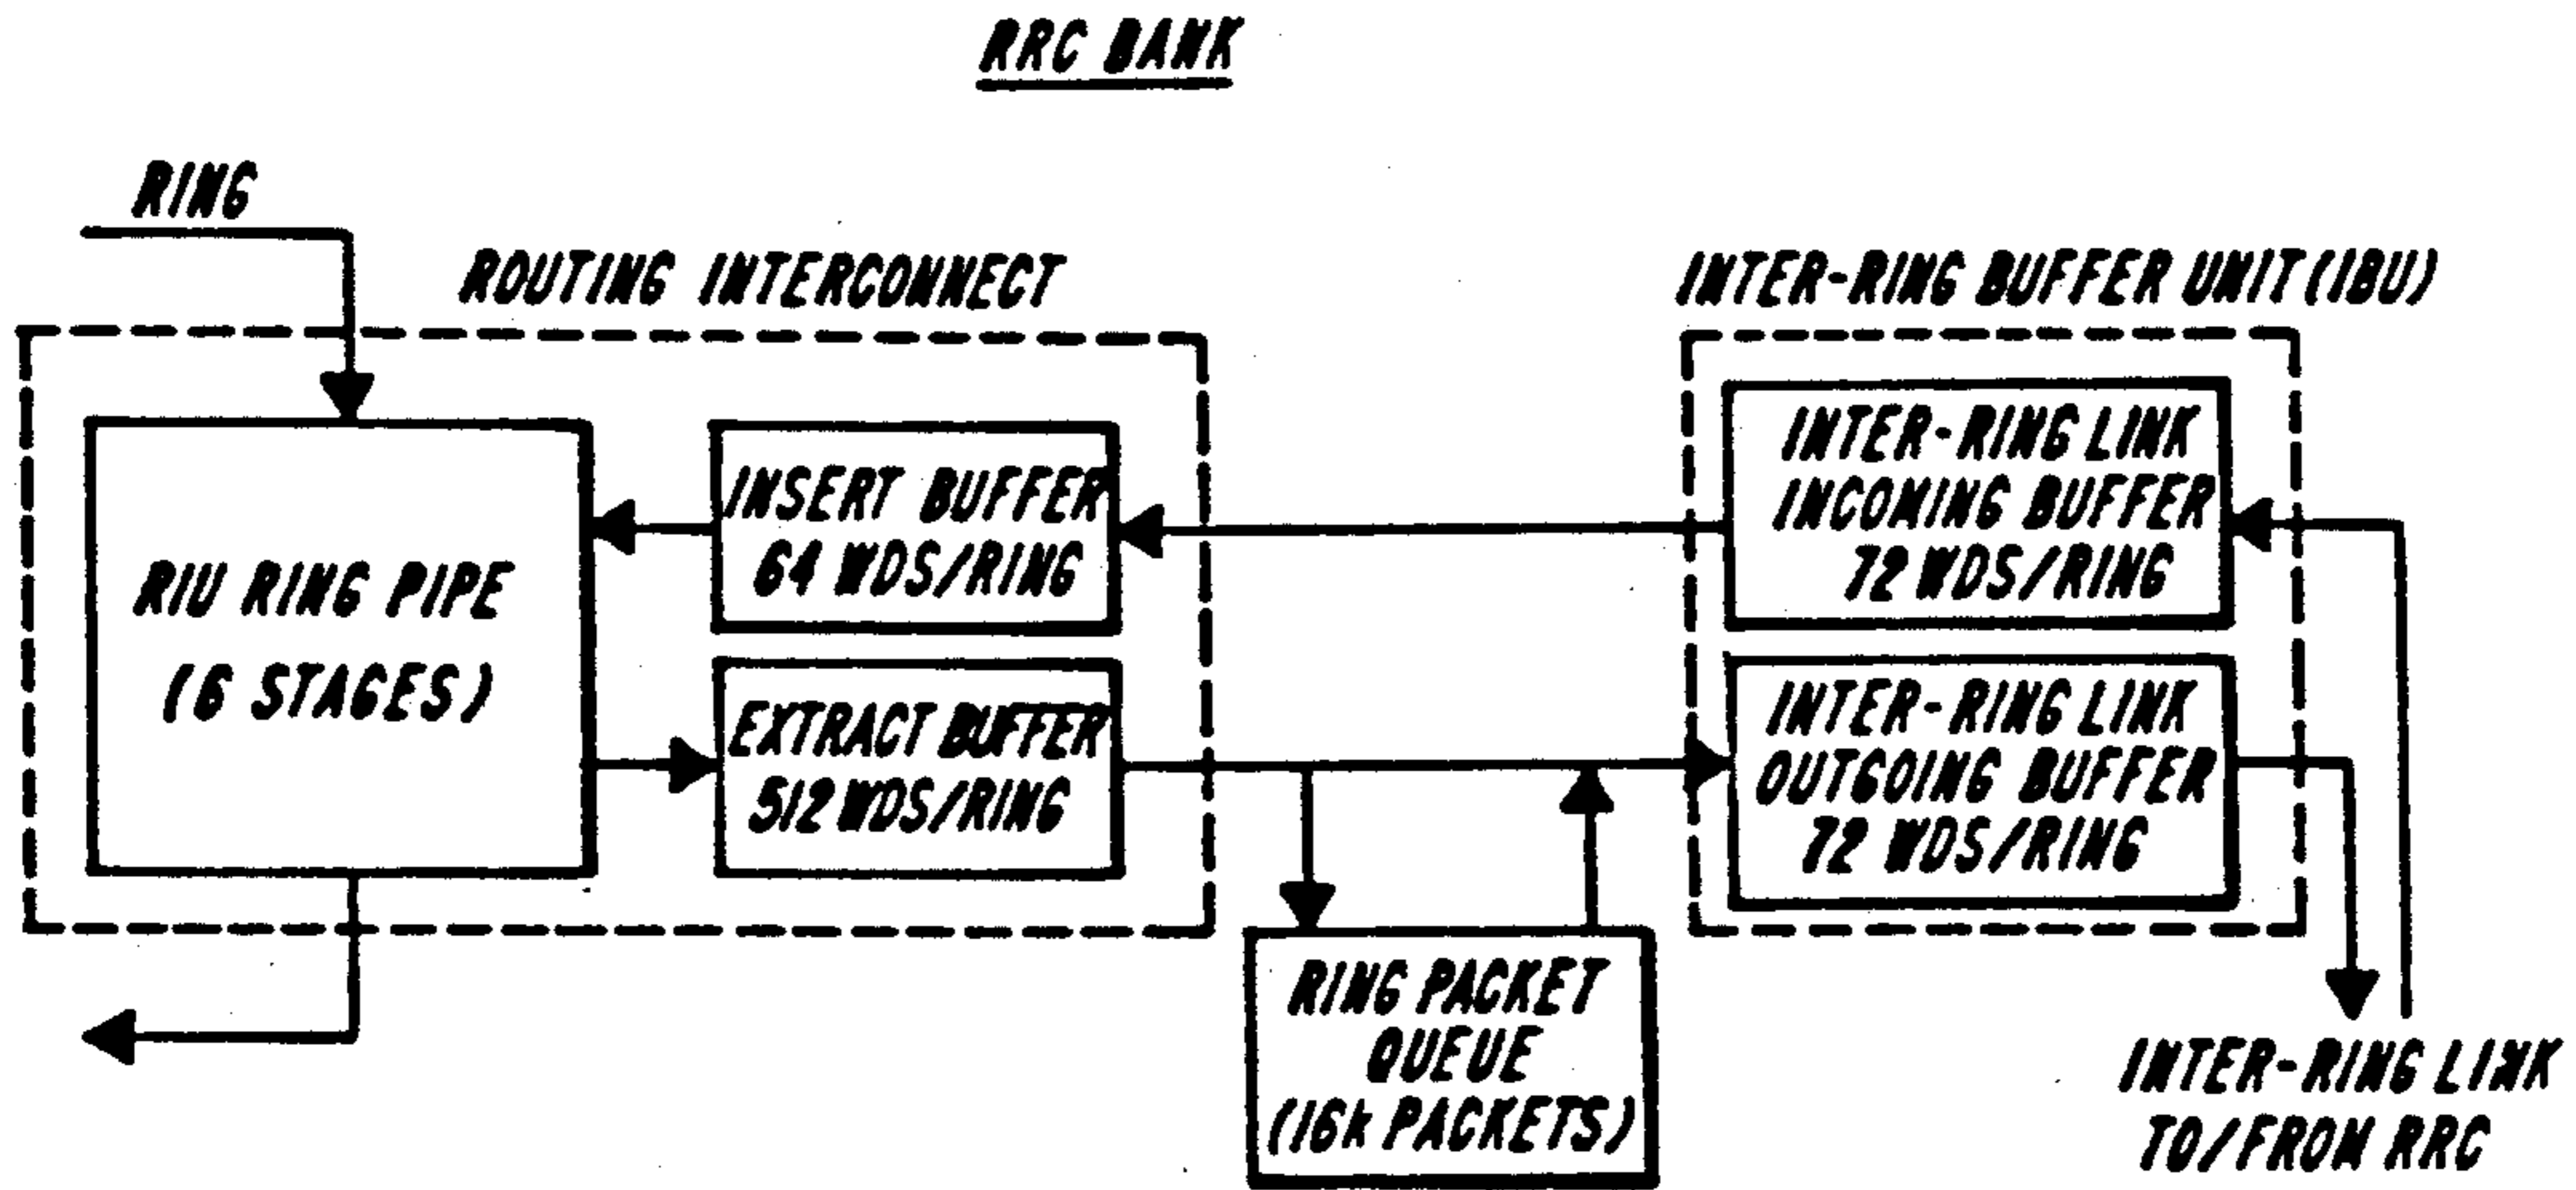 RRC BANK
RING
ROUTING INTERCONNECT
INTER-RING BUFFER UNIT (IBU)
RIU RING PIPE
(6 STAGES)
INSERT BUFFER
64 WDS/RING
EXTRACT BUFFER
512 WDS/RING
INTER-RING LINK
INCOMING BUFFER
72 WDS/RING
INTER-RING LINK
OUTGOING BUFFER
72 WDS/RING
RING PACKET
QUEUE
(16k PACKETS)
INTER-RING LINK
TO/FROM RRC